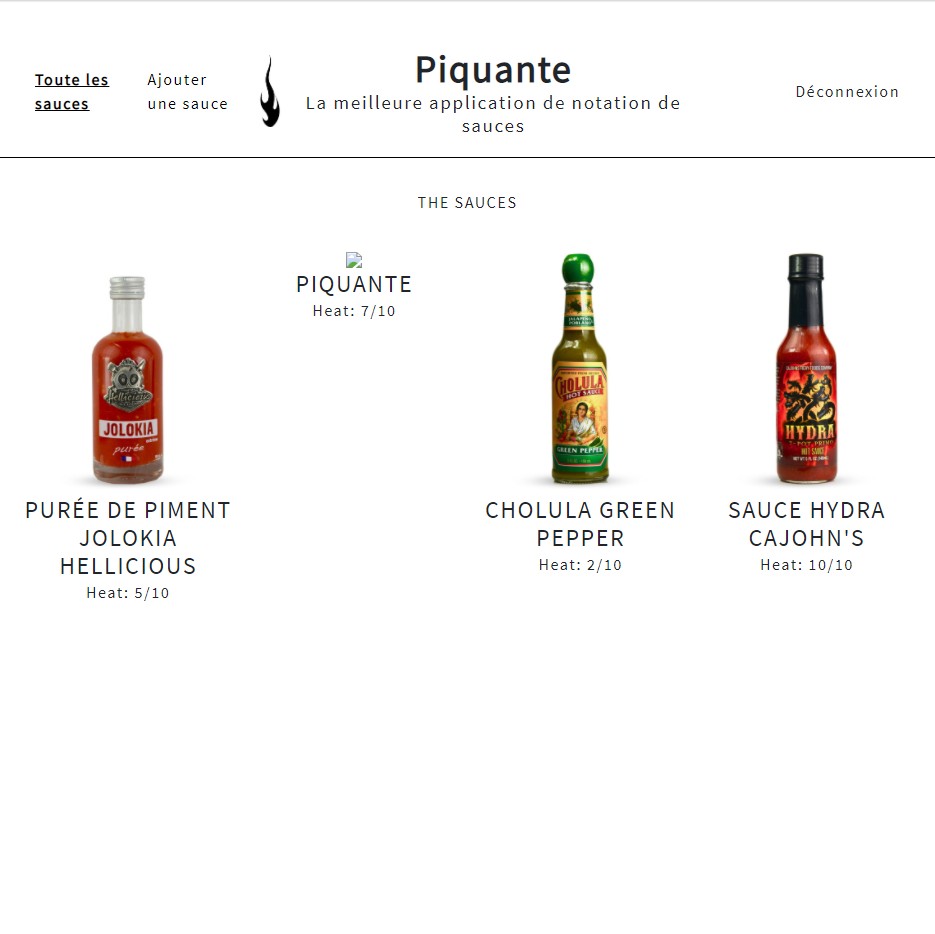 Toute les
sauces
Ajouter
une sauce
Piquante
La meilleure application de notation de
sauces
Déconnexion
THE SAUCES
JOLOKIA
purée
PURÉE DE PIMENT
JOLOKIA
HELLICIOUS
Heat: 5/10
PIQUANTE
Heat: 7/10
CHOLULA
HOT SAUCE
GREEN PEPPER
CHOLULA GREEN
PEPPER
Heat: 2/10
HYDRA
HOT SAUCE
SAUCE HYDRA
CAJOHN'S
Heat: 10/10